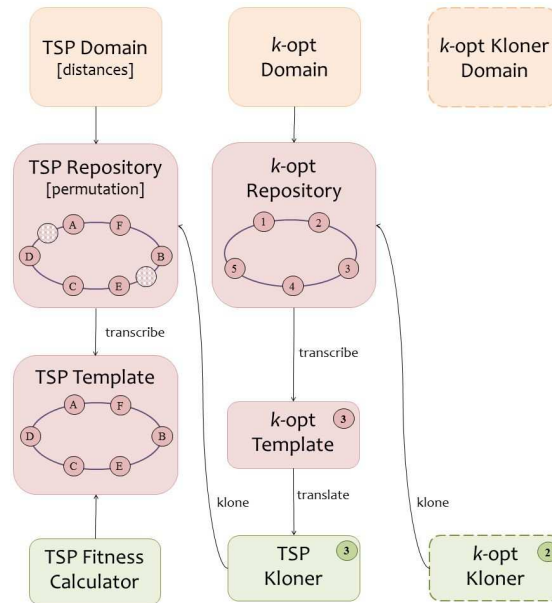 TSP Domain
[distances]
k-opt
Domain
k-opt Kloner
Domain
TSP Repository
[permutation]
A
F
D
B
C
E
k-opt
Repository
1
2
5
3
4
transcribe
transcribe
TSP Template
A
F
D
B
C
E
k-opt
Template
3
klone
translate
klone
TSP Fitness
Calculator
TSP
Kloner
3
k-opt
Kloner
2